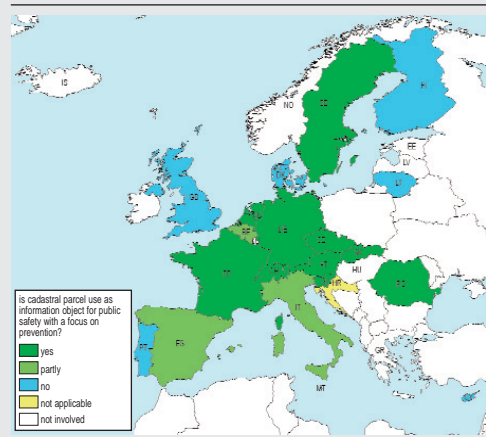 IS
NO
SE
FI
EE
LV
LT
DK
GB
BE
DE
CZ
FR
AT
HU
HR
RO
IT
ES
PT
GR
MT
is cadastral parcel use as
information object for public
safety with a focus on
prevention?
yes
partly
no
not applicable
not involved